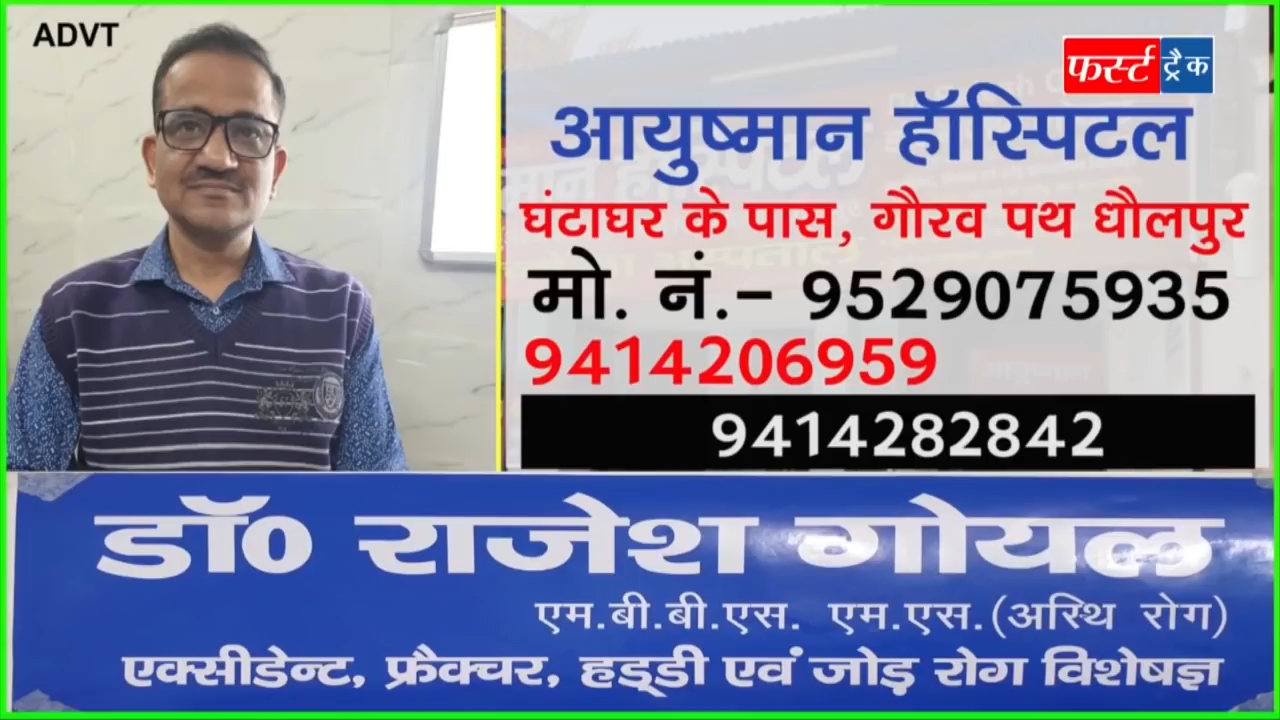 ADVT
फर्स्ट ट्रैक
आयुष्मान हॉस्पिटल
घंटाघर के पास, गौरव पथ धौलपुर
मो. नं.- 9529075935
9414206959
9414282842
डॉ० राजेश गोयल
एम.बी.बी.एस. एम.एस.(अस्थि रोग)
एक्सीडेन्ट, फ्रैक्चर, हड्डी एवं जोड़ रोग विशेषज्ञ